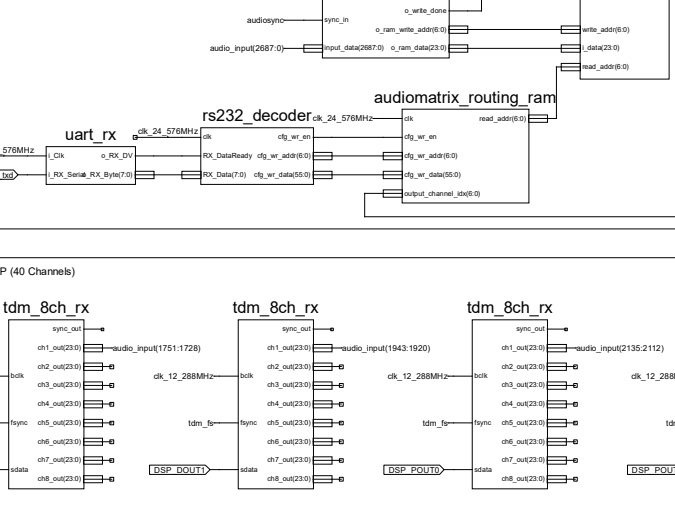 o_write_done
audiosync
sync_in
o_ram_write_addr(6:0)
write_addr(6:0)
audio_input(2687:0)
input_data(2687:0)
o_ram_data(23:0)
i_data(23:0)
read_addr(6:0)
audiomatrix_routing_ram
rs232_decoder
clk_24_576MHz
clk
read_addr(6:0)
uart_rx
clk_24_576MHz
clk
cfg_wr_en
cfg_wr_en
576MHz
i_Clk
o_RX_DV
RX_DataReady
cfg_wr_addr(6:0)
cfg_wr_addr(6:0)
txd
i_RX_Serial
o_RX_Byte(7:0)
RX_Data(7:0)
cfg_wr_data(55:0)
cfg_wr_data(55:0)
output_channel_idx(6:0)
P (40 Channels)
tdm_8ch_rx
tdm_8ch_rx
tdm_8ch_rx
sync_out
sync_out
sync_out
ch1_out(23:0)
audio_input(1751:1728)
ch1_out(23:0)
audio_input(1943:1920)
ch1_out(23:0)
audio_input(2135:2112)
bclk
ch2_out(23:0)
clk_12_288MHz
bclk
ch2_out(23:0)
clk_12_288MHz
bclk
ch2_out(23:0)
clk_12_288
ch3_out(23:0)
ch3_out(23:0)
ch3_out(23:0)
ch4_out(23:0)
ch4_out(23:0)
ch4_out(23:0)
fsync
ch5_out(23:0)
tdm_fs
fsync
ch5_out(23:0)
tdm_fs
fsync
ch5_out(23:0)
ch6_out(23:0)
ch6_out(23:0)
ch6_out(23:0)
ch7_out(23:0)
ch7_out(23:0)
ch7_out(23:0)
sdata
DSP_DOUT1
sdata
DSP_POUT0
sdata
DSP_POU
ch8_out(23:0)
ch8_out(23:0)
ch8_out(23:0)